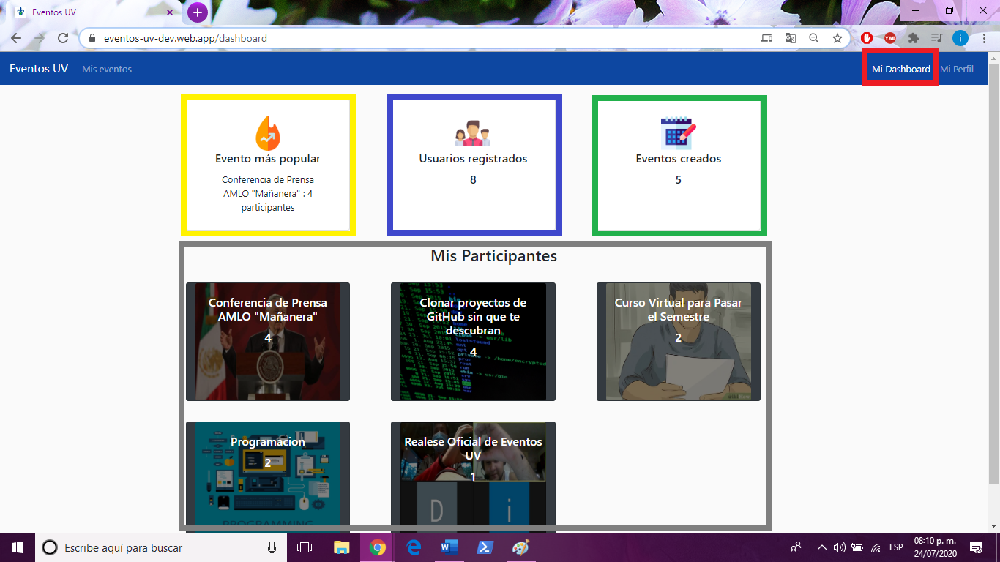 Eventos UV
eventos-uv-dev.web.app/dashboard
YAB
i
Eventos UV
Mis eventos
Mi Dashboard
Mi Perfil
Evento más popular
Conferencia de Prensa
AMLO "Mañanera" : 4
participantes
Usuarios registrados
8
Eventos creados
5
Mis Participantes
Conferencia de Prensa
AMLO "Mañanera"
4
Clonar proyectos de
GitHub sin que te
descubran
4
Curso Virtual para Pasar
el Semestre
2
Programacion
2
PROGRAMMING
Realese Oficial de Eventos
UV
1
D
i
Escribe aquí para buscar
ESP
08:10 p. m.
24/07/2020